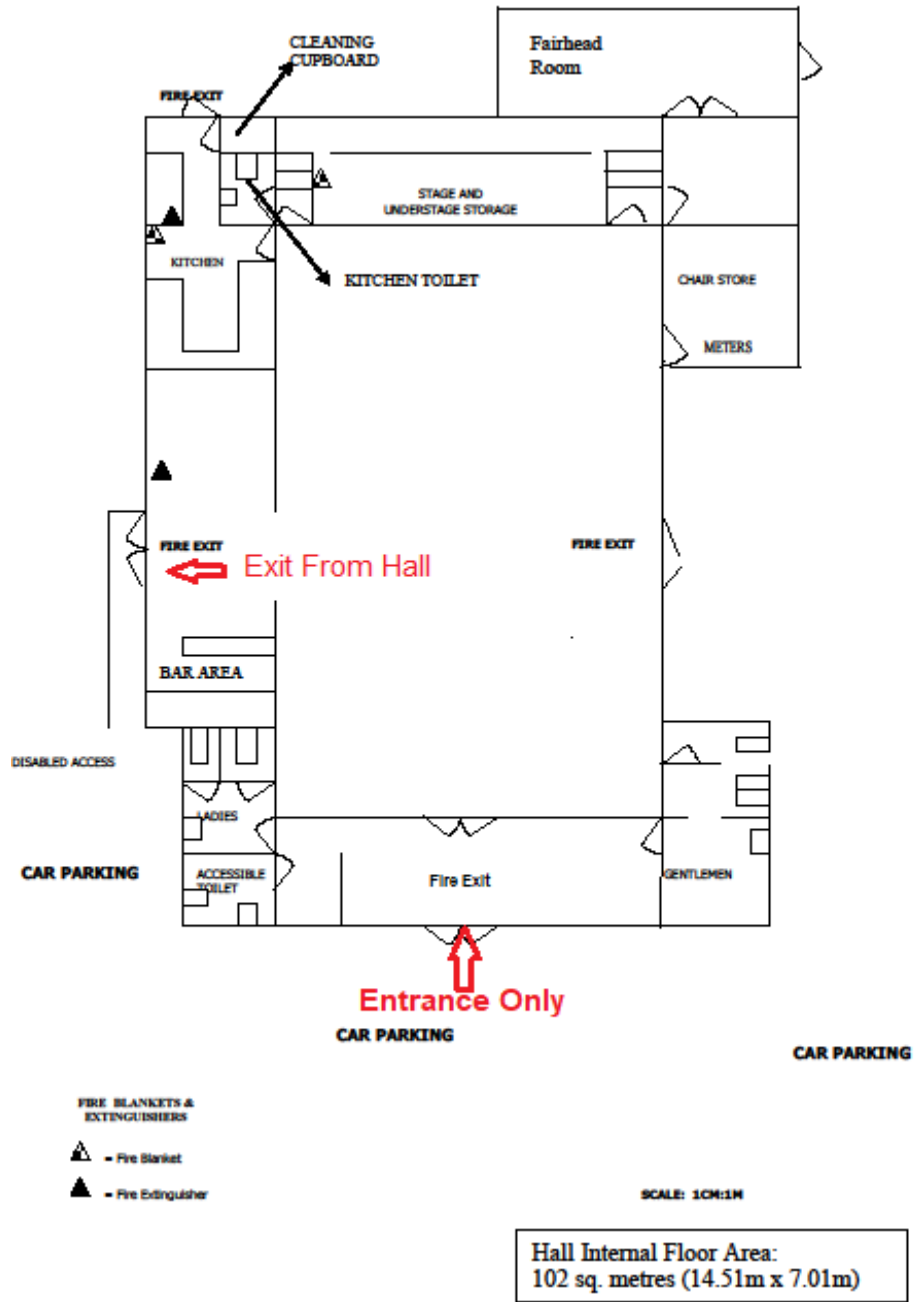 CLEANING
CUPBOARD
Fairhead
Room
FIRE EXIT
STAGE AND
UNDERSTAGE STORAGE
KITCHEN
KITCHEN TOILET
CHAIR STORE
METERS
FIRE EXIT
Exit From Hall
FIRE EXIT
BAR AREA
DISABLED ACCESS
LADIES
CAR PARKING
ACCESSIBLE
TOILET
Fire Exit
GENTLEMEN
Entrance Only
CAR PARKING
CAR PARKING
FIRE BLANKETS &
EXTINGUISHERS
= Fire Blanket
= Fire Extinguisher
SCALE: 1CM:1M
Hall Internal Floor Area:
102 sq. metres (14.51m x 7.01m)